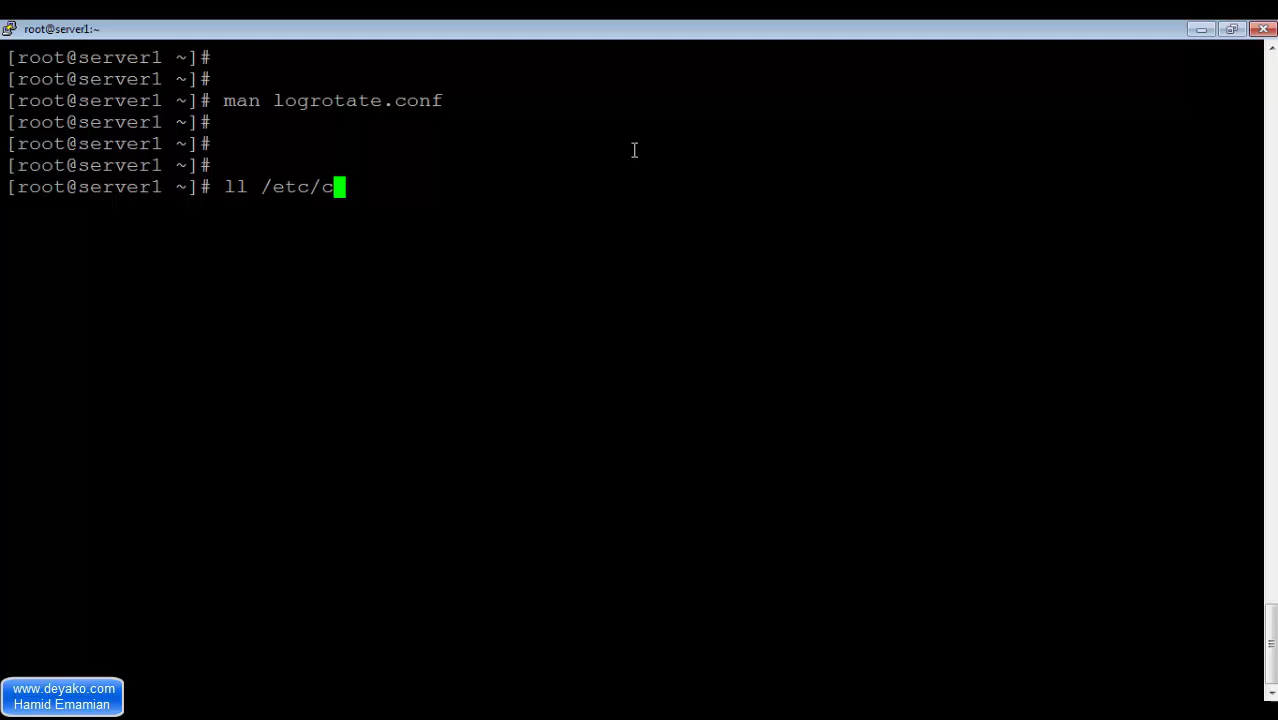 root@server1:~
[root@server1 ~]#
[root@server1 ~]#
[root@server1 ~]# man logrotate.conf
[root@server1 ~]#
[root@server1 ~]#
[root@server1 ~]#
[root@server1 ~]# ll /etc/c
www.deyako.com
Hamid Emamian